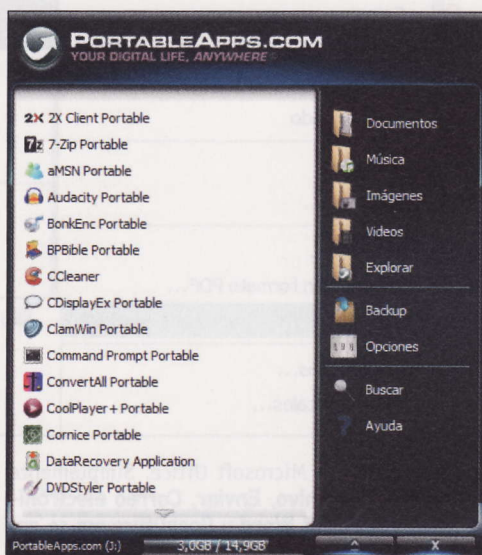 PORTABLEAPPS.COM
YOUR DIGITAL LIFE, ANYWHERE
2X 2X Client Portable
7z 7-Zip Portable
aMSN Portable
Audacity Portable
BonkEnc Portable
BPBible Portable
CCleaner
CDisplayEx Portable
ClamWin Portable
Command Prompt Portable
ConvertAll Portable
CoolPlayer+ Portable
Cornice Portable
DataRecovery Application
DVDStyler Portable
Documentos
Música
Imágenes
Videos
Explorar
Backup
Opciones
Buscar
Ayuda
PortableApps.com (J:)
3,0GB / 14,9GB
^
X